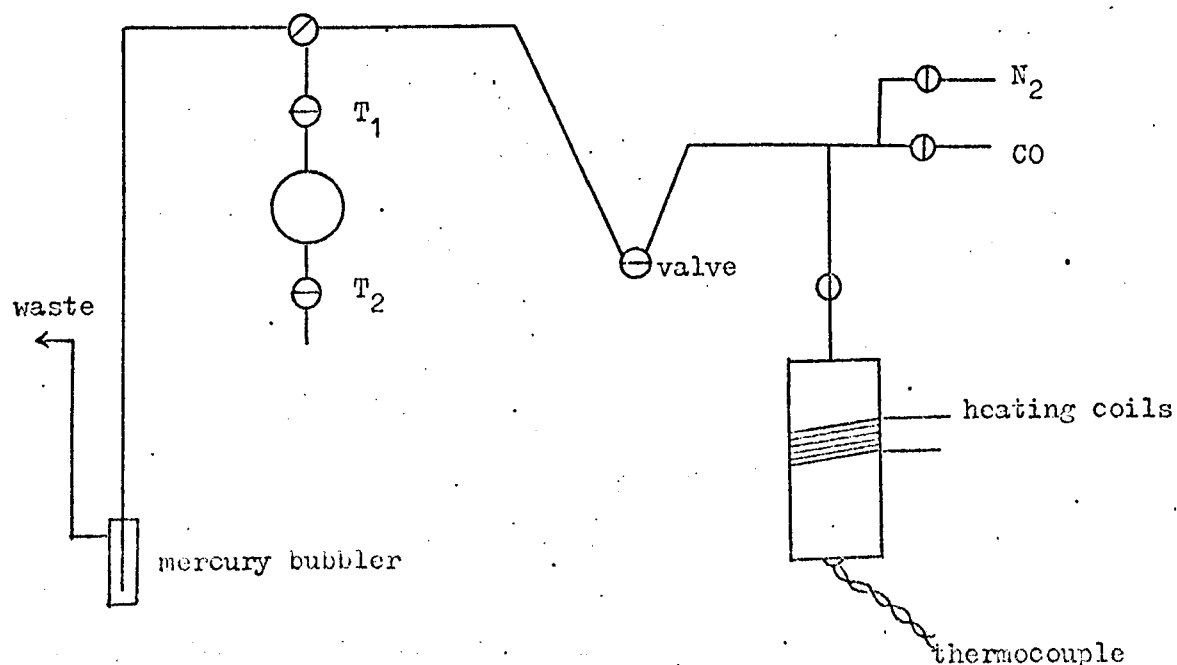 N2
T1
CO
valve
T2
waste
heating coils
mercury bubbler
thermocouple